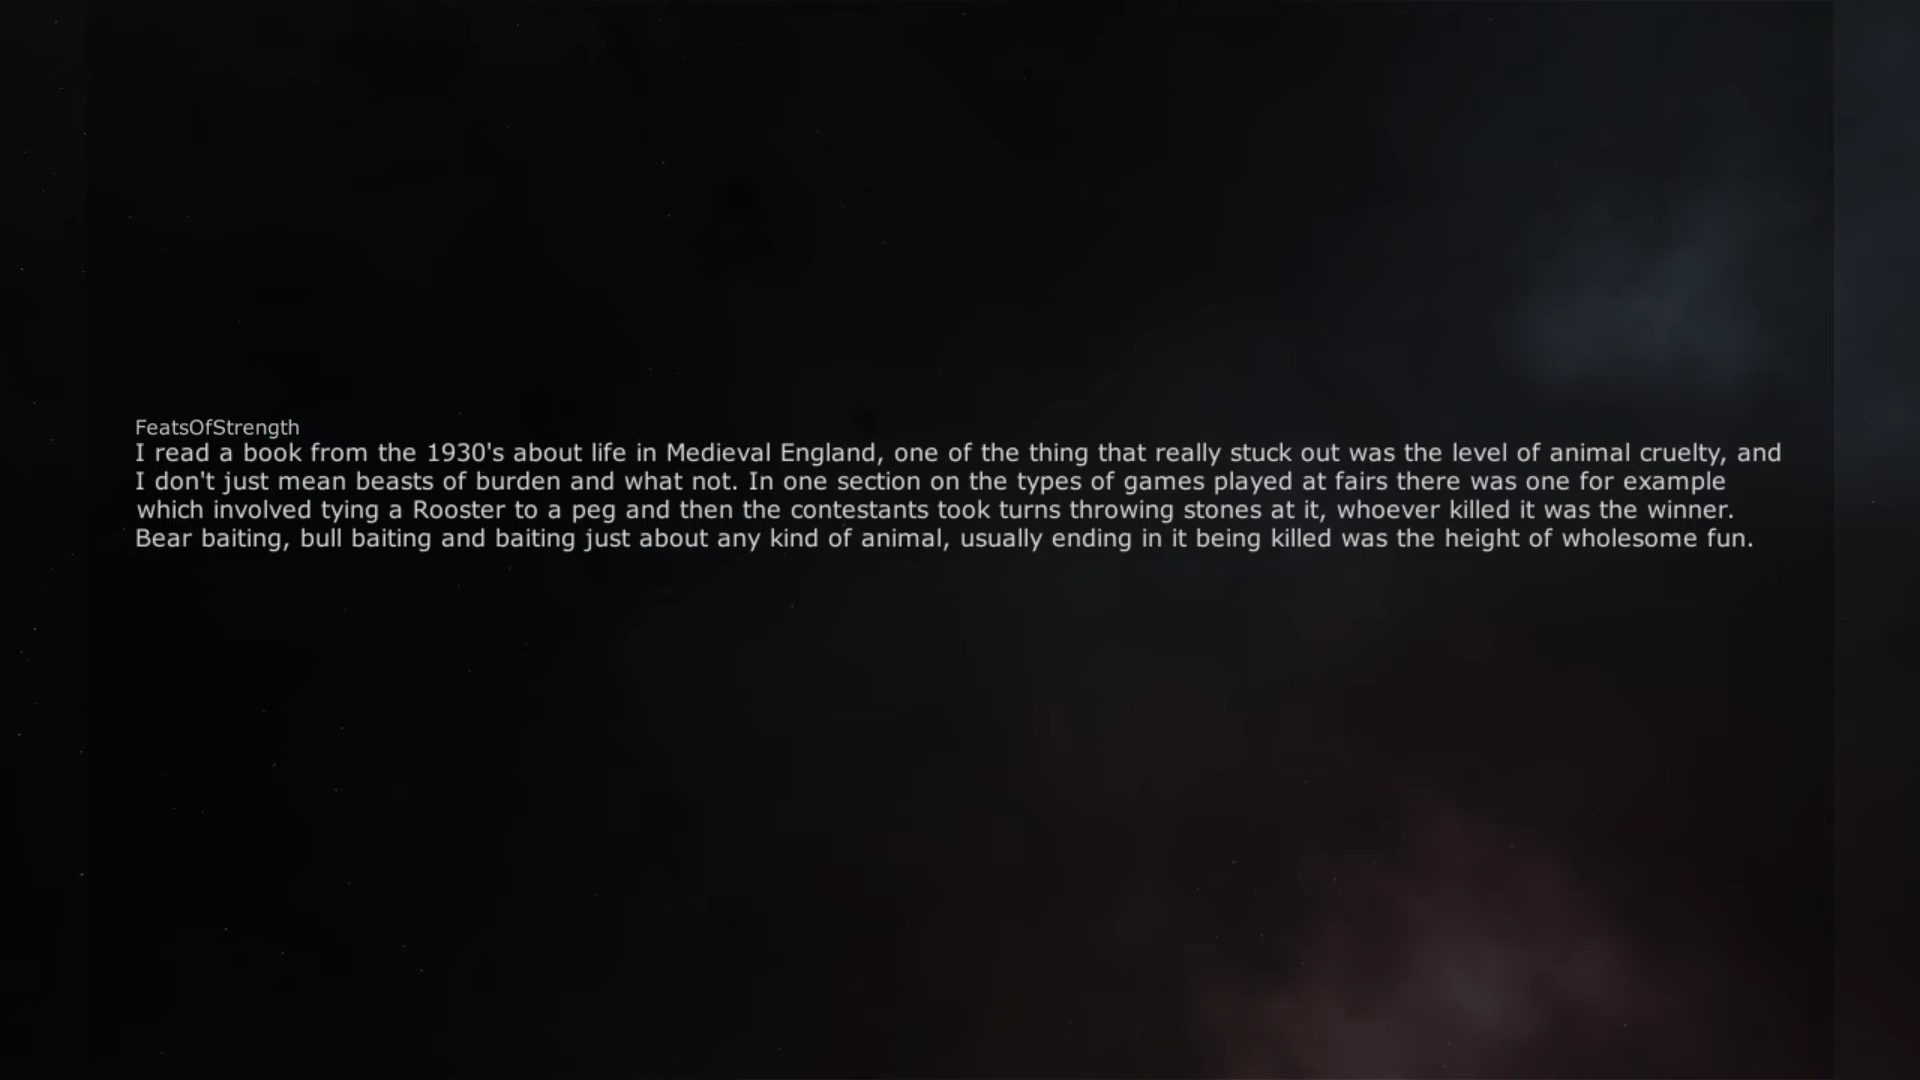 FeatsOfStrength
I read a book from the 1930's about life in Medieval England, one of the thing that really stuck out was the level of animal cruelty, and
I don't just mean beasts of burden and what not. In one section on the types of games played at fairs there was one for example
which involved tying a Rooster to a peg and then the contestants took turns throwing stones at it, whoever killed it was the winner.
Bear baiting, bull baiting and baiting just about any kind of animal, usually ending in it being killed was the height of wholesome fun.